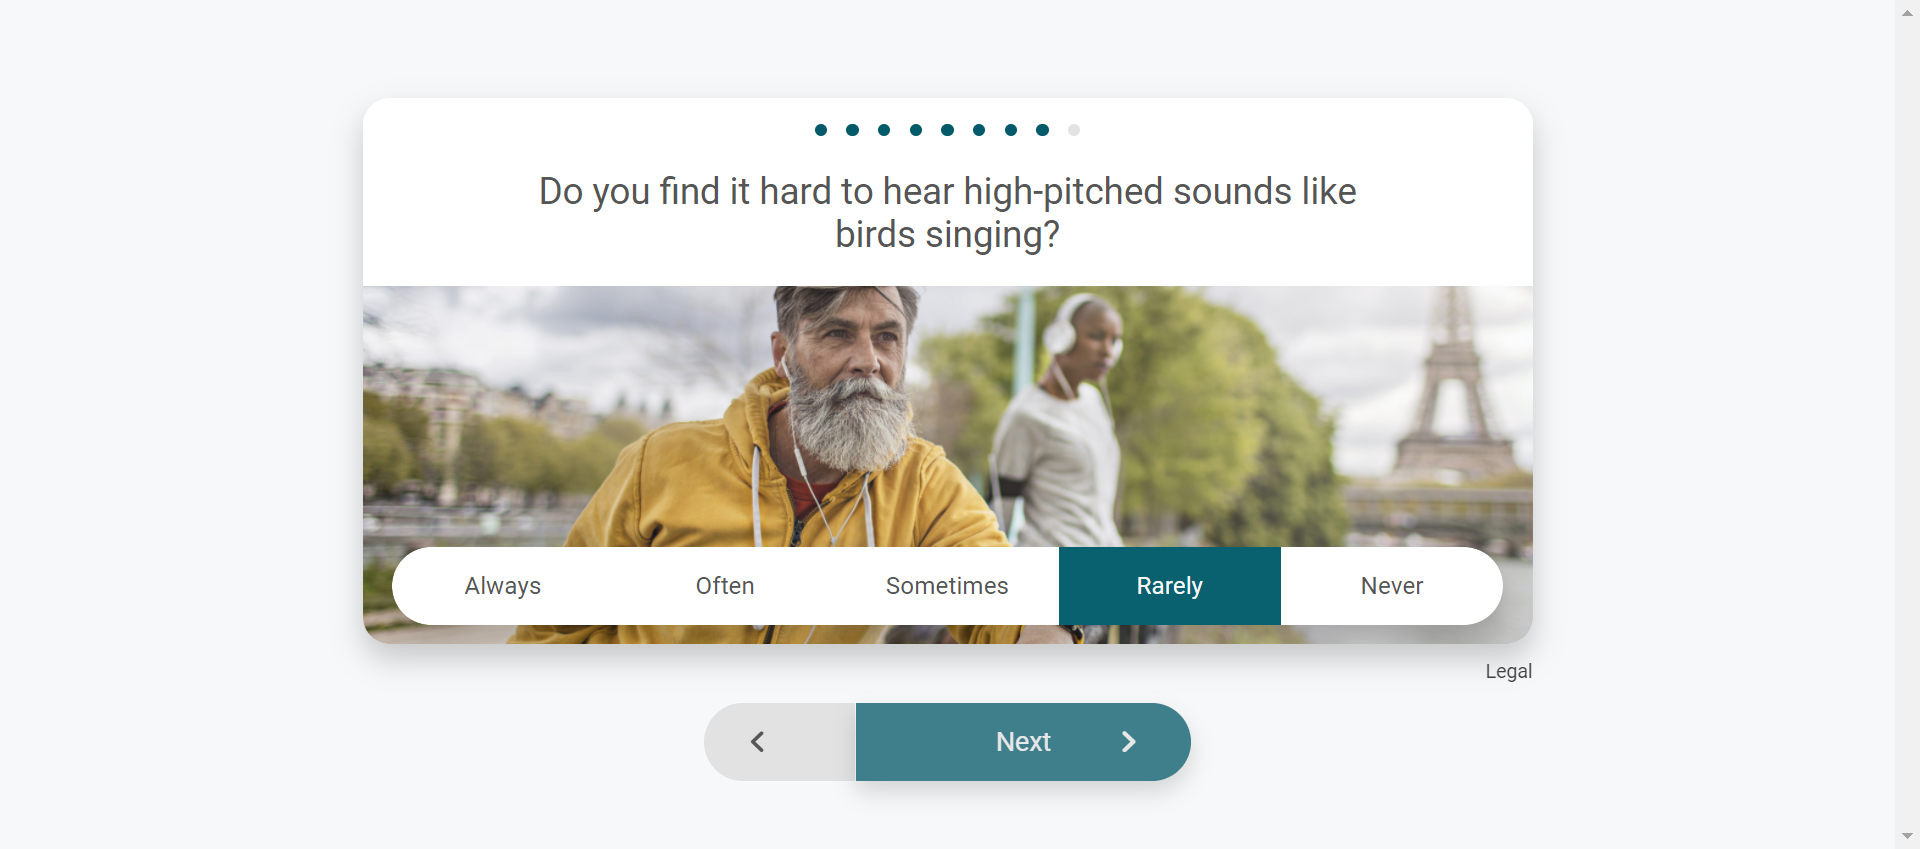 Do you find it hard to hear high-pitched sounds like
birds singing?
Always Often Sometimes Rarely Never
Legal
Next